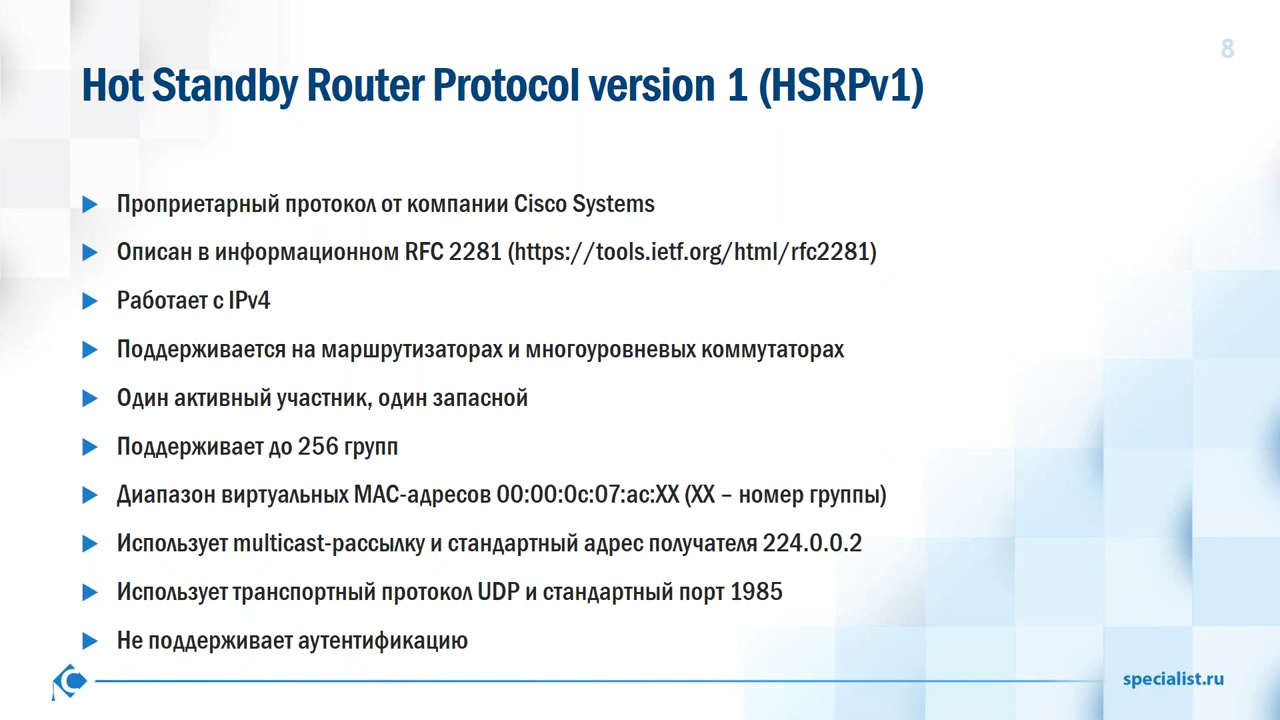 8
Hot Standby Router Protocol version 1 (HSRPv1)
Проприетарный протокол от компании Cisco Systems
Описан в информационном RFC 2281 (https://tools.ietf.org/html/rfc2281)
Работает с IPv4
Поддерживается на маршрутизаторах и многоуровневых коммутаторах
Один активный участник, один запасной
Поддерживает до 256 групп
Диапазон виртуальных MAC-адресов 00:00:0c:07:ac:XX (XX – номер группы)
Использует multicast-рассылку и стандартный адрес получателя 224.0.0.2
Использует транспортный протокол UDP и стандартный порт 1985
Не поддерживает аутентификацию
specialist.ru